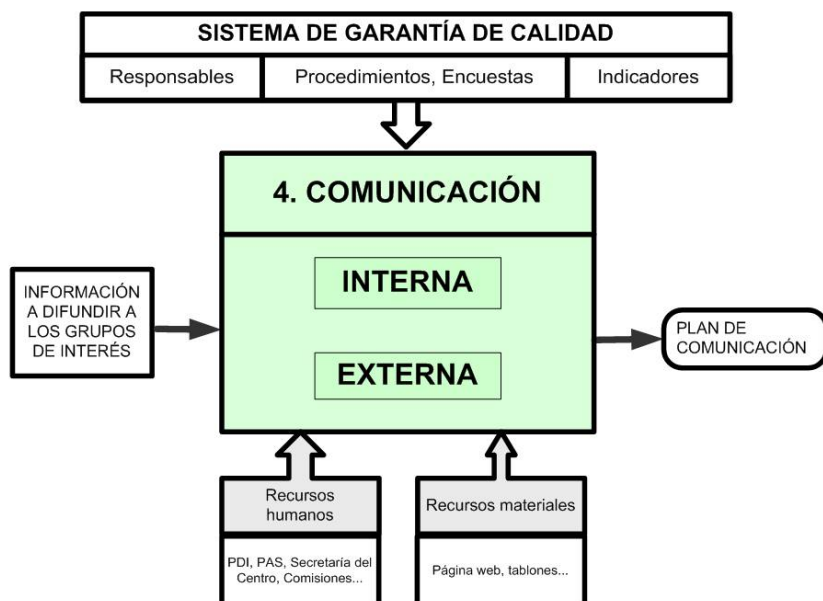 SISTEMA DE GARANTÍA DE CALIDAD
Responsables
Procedimientos, Encuestas
Indicadores
4. COMUNICACIÓN
INTERNA
EXTERNA
INFORMACIÓN
A DIFUNDIR A
LOS GRUPOS
DE INTERÉS
PLAN DE
COMUNICACIÓN
Recursos
humanos
PDI, PAS, Secretaría del
Centro, Comisiones...
Recursos materiales
Página web, tablones...